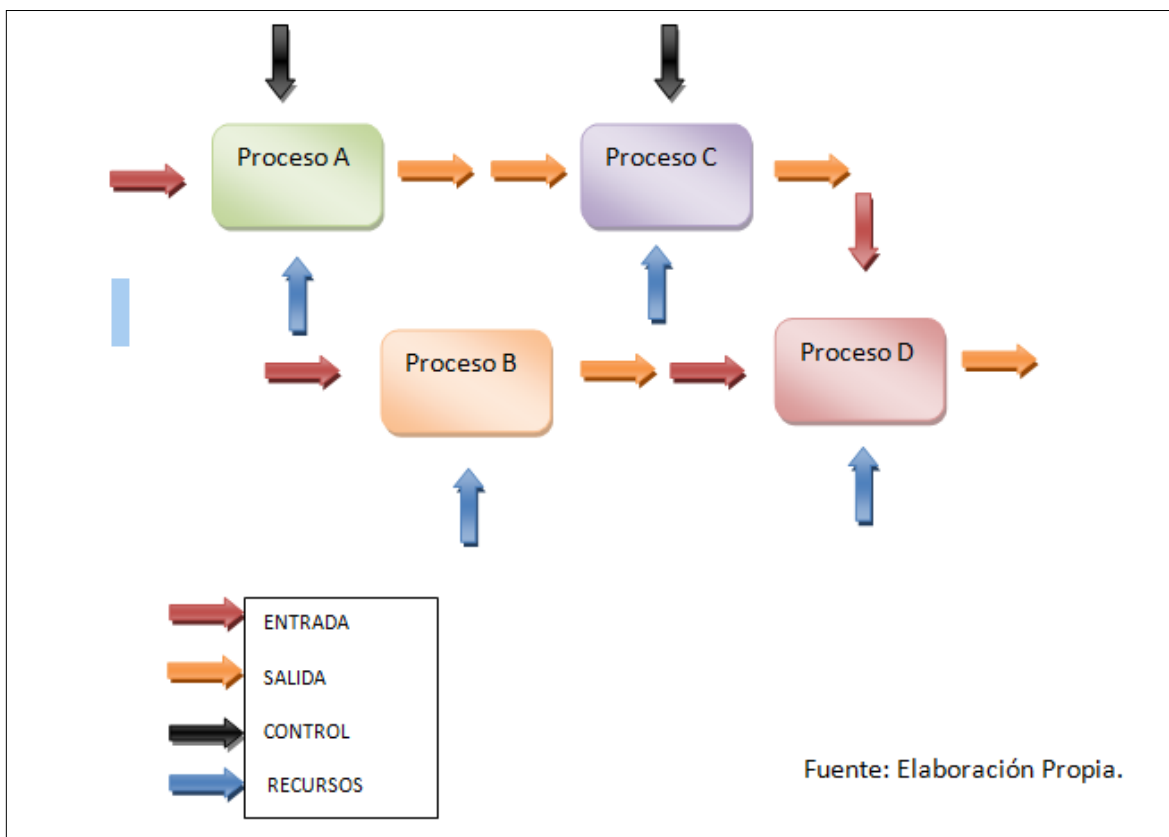 Proceso A
Proceso C
Proceso B
Proceso D
ENTRADA
SALIDA
CONTROL
RECURSOS
Fuente: Elaboración Propia.